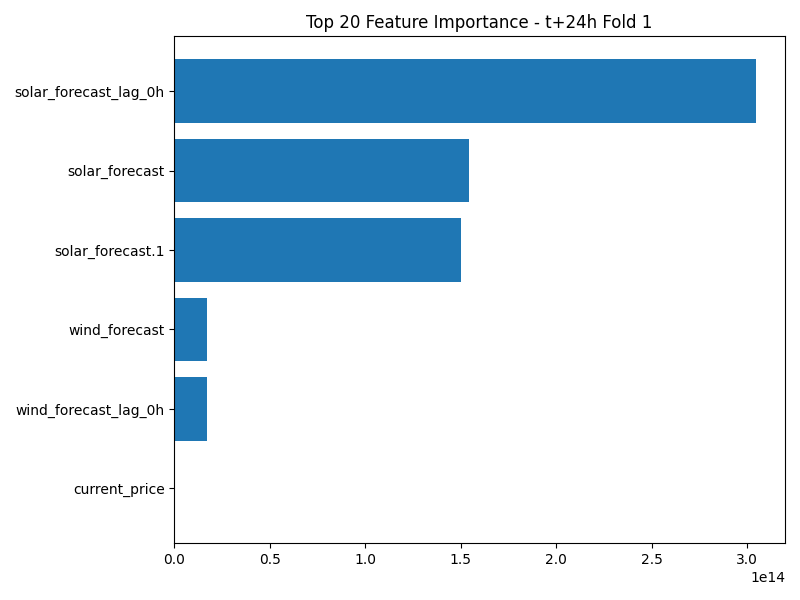 Top 20 Feature Importance - t+24h Fold 1
solar_forecast_lag_0h
solar_forecast
solar_forecast.1
wind_forecast
wind_forecast_lag_0h
current_price
0.0 0.5 1.0 1.5 2.0 2.5 3.0
1e14